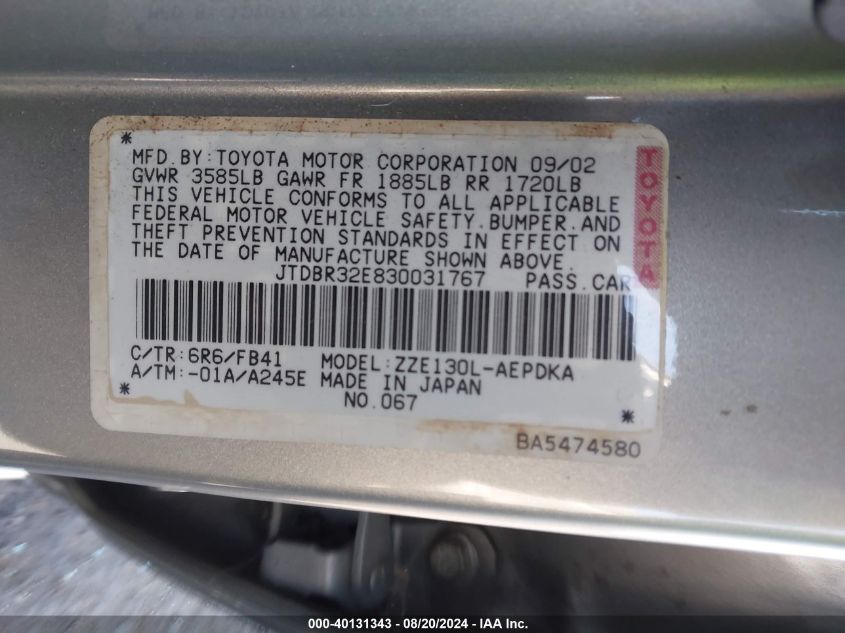 *
MFD.BY:TOYOTA MOTOR CORPORATION 09/02
GVWR 3585LB GAWR FR 1885LB RR 1720LB
THIS VEHICLE CONFORMS TO ALL APPLICABLE
FEDERAL MOTOR VEHICLE SAFETY.BUMPER.AND
THEFT PREVENTION STANDARDS IN EFFECT ON
THE DATE OF MANUFACTURE SHOWN ABOVE.
JTDBR32E830031767 PASS.CAR
TOYOTA
C/TR:6R6/FB41 MODEL:ZZE130L-AEPDKA
A/TM:-01A/A245E MADE IN JAPAN
* NO.067 *
BA5474580
000-40131343 - 08/20/2024 - IAA Inc.